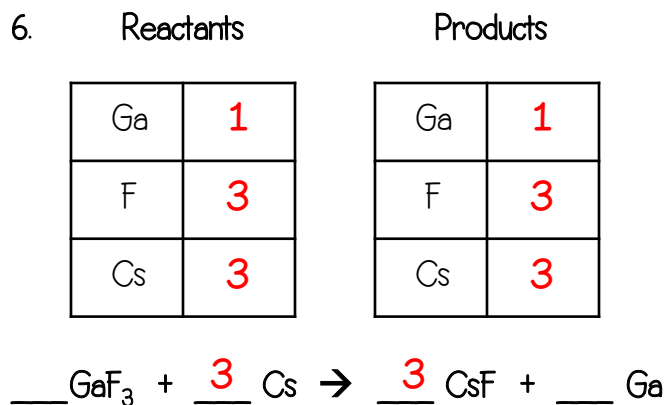 6. Reactants Products
Ga 1 Ga 1
F 3 F 3
Cs 3 Cs 3
___GaF₃ + 3 Cs → 3 CsF + ___ Ga